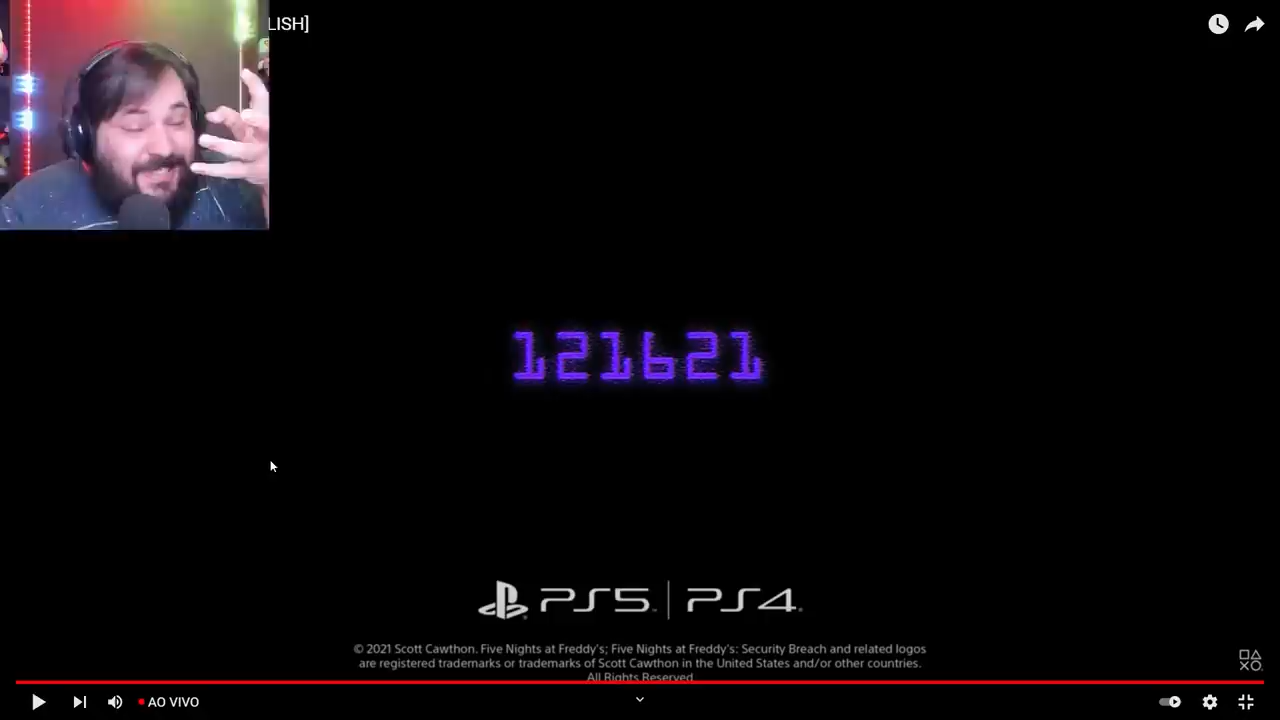 LISH]
121621
PS5 | PS4
© 2021 Scott Cawthon. Five Nights at Freddy's; Five Nights at Freddy's: Security Breach and related logos
are registered trademarks or trademarks of Scott Cawthon in the United States and/or other countries.
All Rights Reserved
AO VIVO